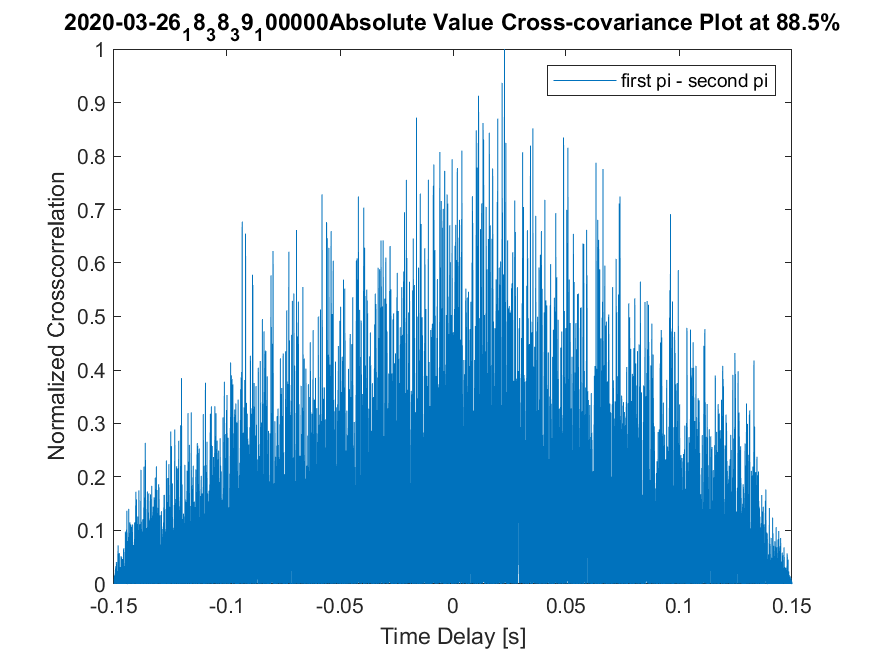 2020-03-26₁8₃8₃9₁00000Absolute Value Cross-covariance Plot at 88.5%
first pi - second pi
1
0.9
0.8
0.7
0.6
0.5
0.4
0.3
0.2
0.1
0
Normalized Crosscorrelation
-0.15 -0.1 -0.05 0 0.05 0.1 0.15
Time Delay [s]